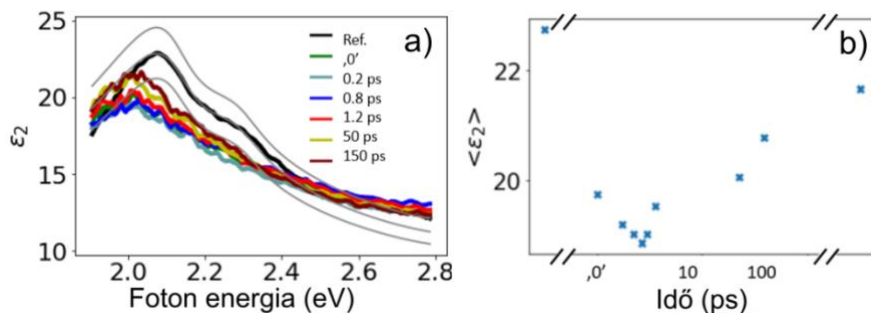 a)
25
20
15
10
ε₂
2.0 2.2 2.4 2.6 2.8
Foton energia (eV)
Ref.
‚0’
0.2 ps
0.8 ps
1.2 ps
50 ps
150 ps
b)
22
20
<ε₂>
‚0’ 10 100
Idő (ps)